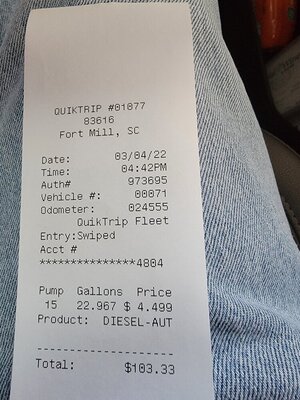 QUIKTRIP #01077
83616
Fort Mill, SC
Date: 03/04/22
Time: 04:42PM
Auth# 973695
Vehicle #: 00071
Odometer: 024555
QuikTrip Fleet
Entry:Swiped
Acct #
***************4804
Pump Gallons Price
15 22.967 $ 4.499
Product: DIESEL-AUT
Total: $103.33